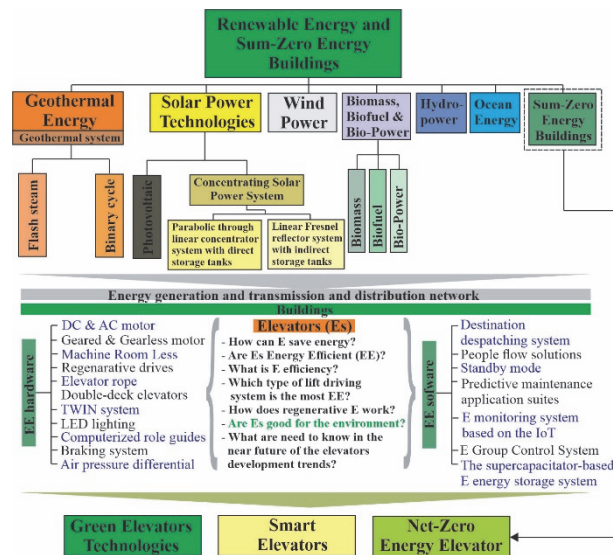 Renewable Energy and
Sum-Zero Energy
Buildings
Geothermal
Energy
Geothermal system
Solar Power
Technologies
Wind
Power
Biomass,
Biofuel &
Bio-Power
Hydro-
power
Ocean
Energy
Sum-Zero
Energy
Buildings
Flash steam
Binary cycle
Photovoltaic
Concentrating Solar
Power System
Parabolic through
linear concentrator
system with direct
storage tanks
Linear Fresnel
reflector system
with indirect
storage tanks
Biomass
Biofuel
Bio-Power
Energy generation and transmission and distribution network
Buildings
EE hardware
DC & AC motor
Geared & Gearless motor
Machine Room Less
Regenarative drives
Elevator rope
Double-deck elevators
TWIN system
LED lighting
Computerized role guides
Braking system
Air pressure differential
Elevators (Es)
- How can E save energy?
- Are Es Energy Efficient (EE)?
- What is E efficiency?
- Which type of lift driving
system is the most EE?
- How does regenerative E work?
- Are Es good for the environment?
- What are need to know in the
near future of the elevators
development trends?
EE sofware
Destination
despatching system
People flow solutions
Standby mode
Predictive maintenance
application suites
E monitoring system
based on the IoT
E Group Control System
The supercapacitor-based
E energy storage system
Green Elevators
Technologies
Smart
Elevators
Net-Zero
Energy Elevator